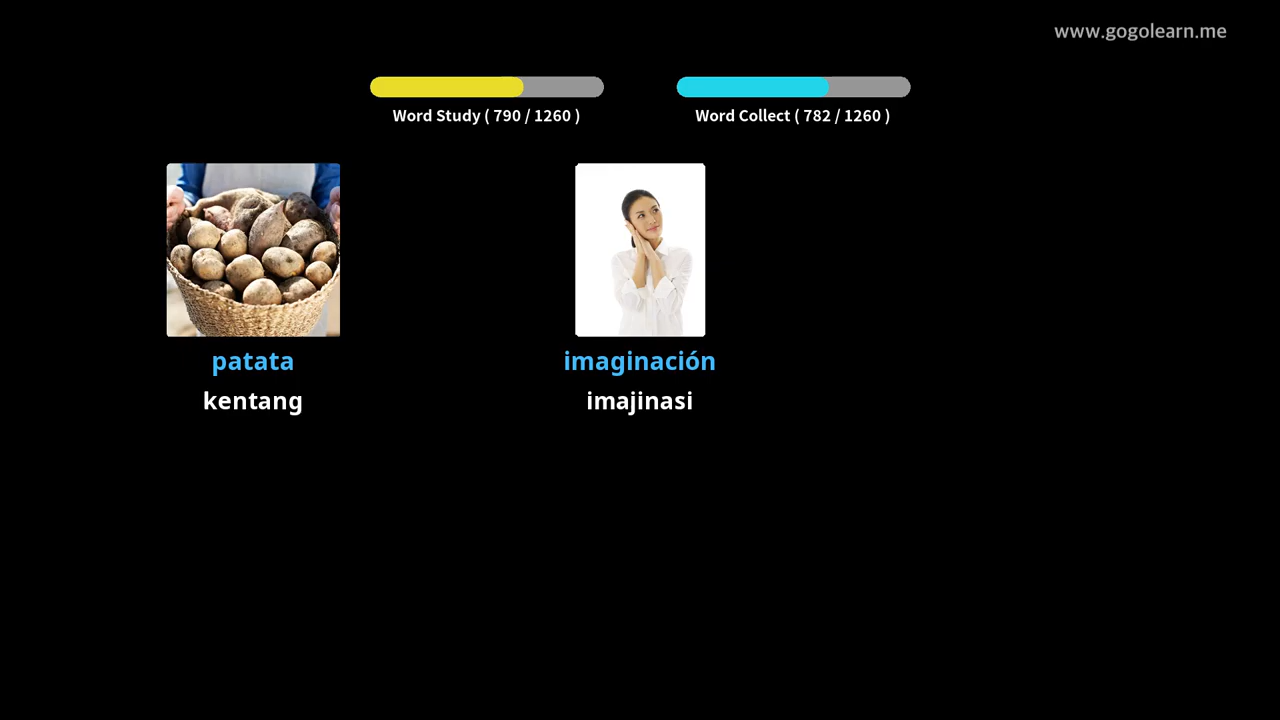 www.gogolearn.me
Word Study ( 790 / 1260 )
Word Collect ( 782 / 1260 )
patata
kentang
imaginación
imajinasi